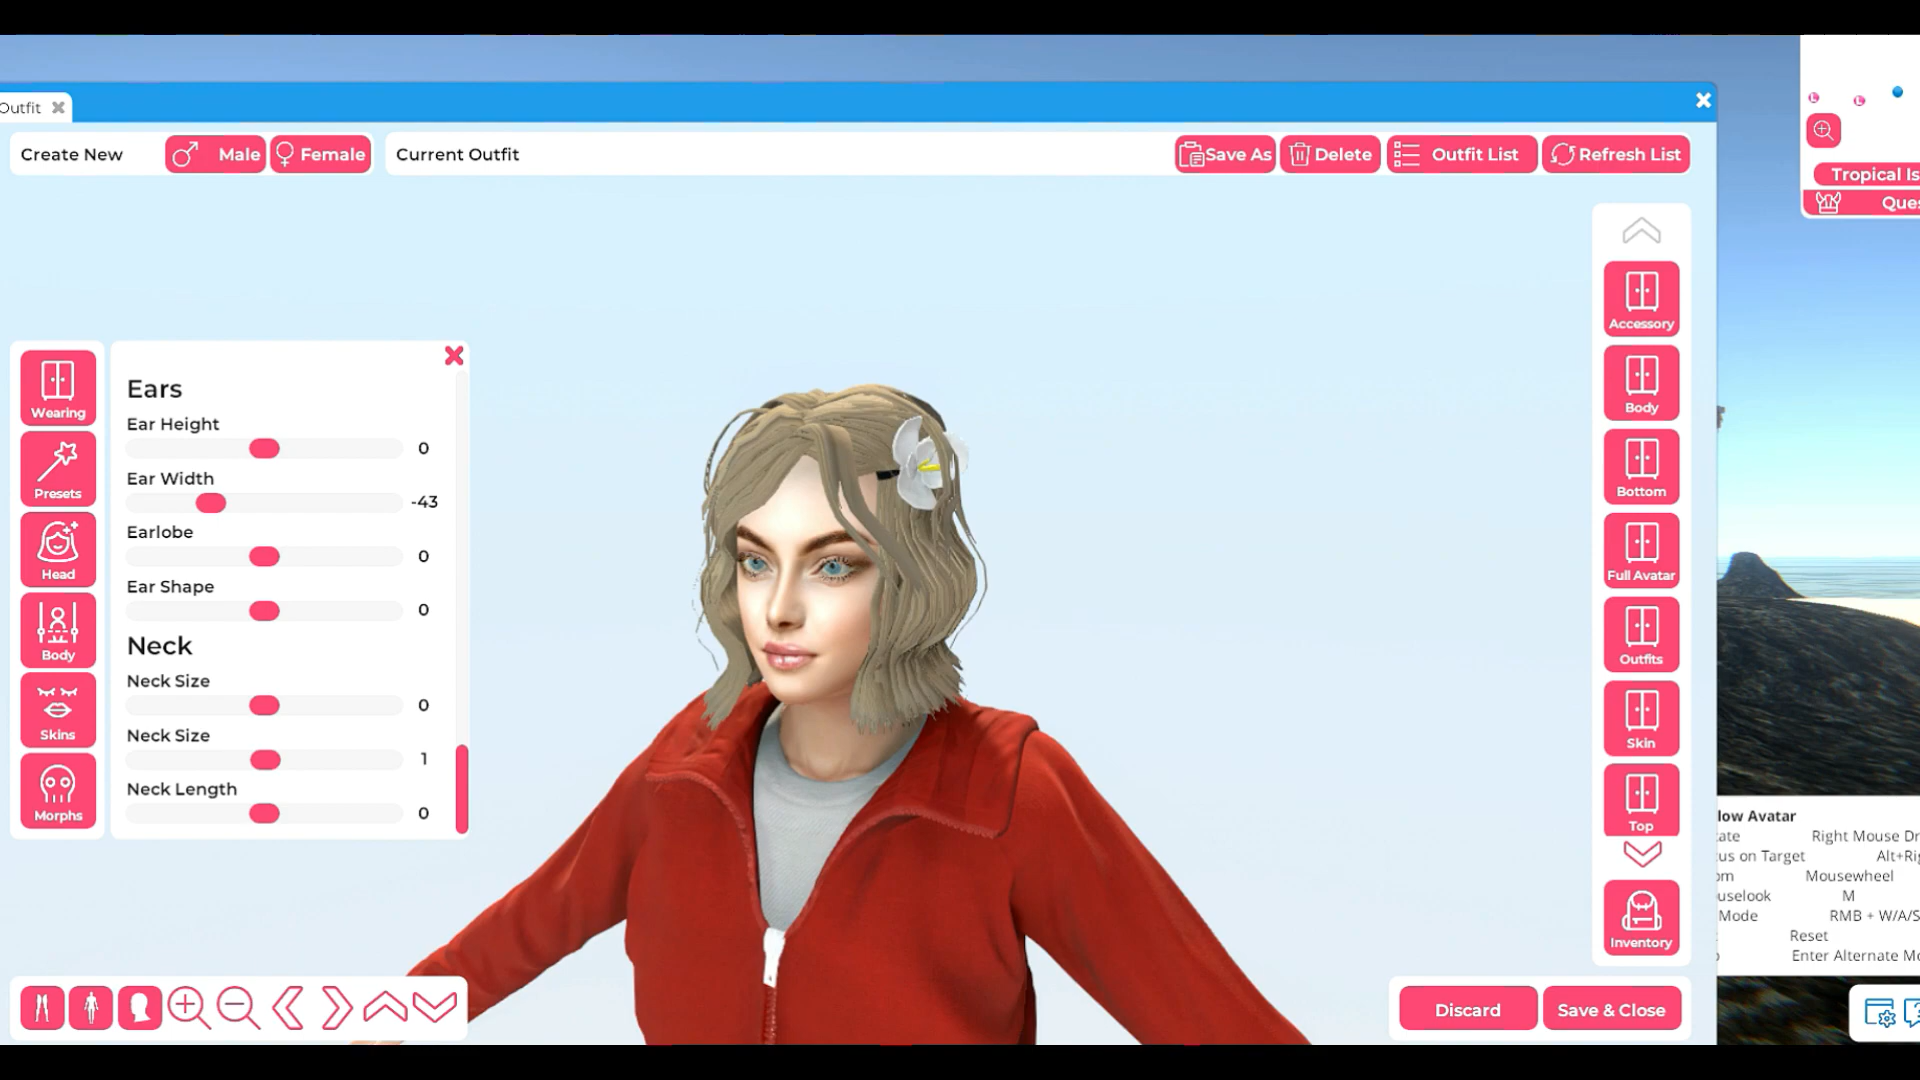 Outfit
Create New
Male
Female
Current Outfit
Save As
Delete
Outfit List
Refresh List
Tropical Is
Ques
Accessory
Body
Bottom
Full Avatar
Outfits
Skin
Top
Inventory
Wearing
Presets
Head
Body
Skins
Morphs
Ears
Ear Height
0
Ear Width
-43
Earlobe
0
Ear Shape
0
Neck
Neck Size
0
Neck Size
1
Neck Length
0
low Avatar
Right Mouse Dr
us on Target Alt+Rig
om Mousewheel
uselook M
Mode RMB + W/A/S
Reset
Enter Alternate Mo
Discard
Save & Close